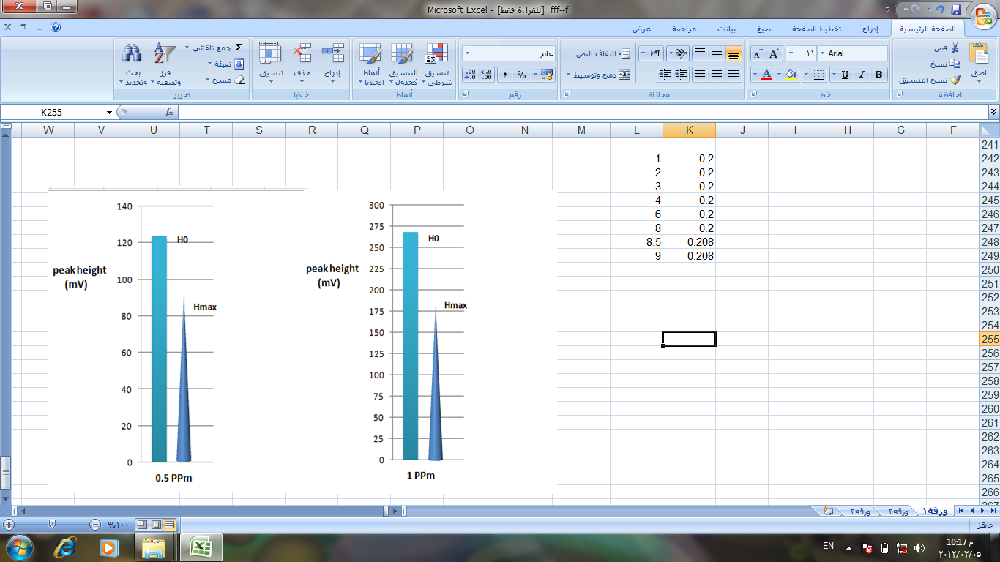 fff--f [للقراءة فقط] - Microsoft Excel
الصفحة الرئيسية إدراج تخطيط الصفحة صيغ بيانات مراجعة عرض
لصق
قص
نسخ
نسخ التنسيق
الحافظة
Arial ١١
B I U
خط
التفاف النص
دمج وتوسيط
محاذاة
عام
% ,
رقم
تنسيق شرطي
التنسيق كجدول
أنماط الخلايا
أنماط
إدراج
حذف
تنسيق
خلايا
Σ جمع تلقائي
تعبئة
مسح
فرز وتصفية
بحث وتحديد
تحرير
K255 fx
W V U T S R Q P O N M L K J I H G F
241
242
243
244
245
246
247
248
249
250
251
252
253
254
255
256
257
258
259
260
261
262
263
264
265
266
267
1 0.2
2 0.2
3 0.2
4 0.2
6 0.2
8 0.2
8.5 0.208
9 0.208
140
120
100
80
60
40
20
0
peak height
(mV)
H0
Hmax
0.5 PPm
300
275
250
225
200
175
150
125
100
75
50
25
0
peak height
(mV)
H0
Hmax
1 PPm
ورقة١ ورقة٢ ورقة٣
جاهز
%١٠٠
EN
10:17 م
٢٠١٢/٠٢/٠٥